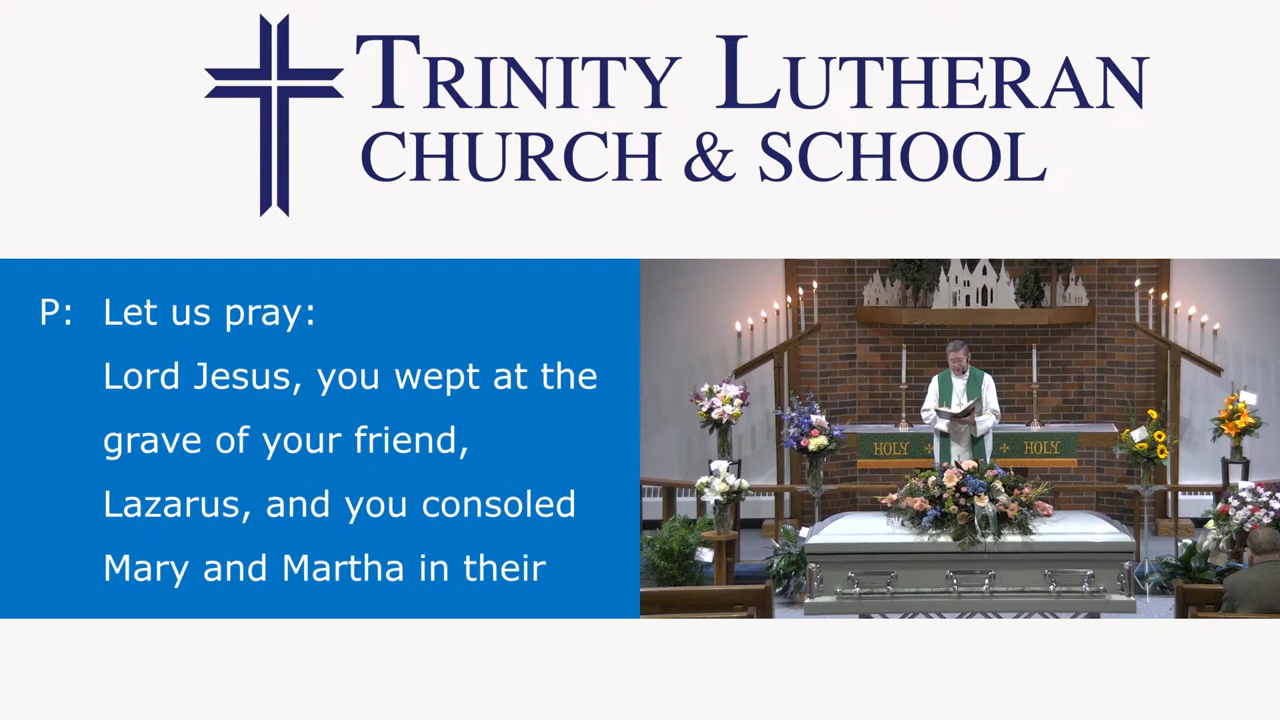 TRINITY LUTHERAN
CHURCH & SCHOOL
P: Let us pray:
Lord Jesus, you wept at the
grave of your friend,
Lazarus, and you consoled
Mary and Martha in their
HOLY HOLY